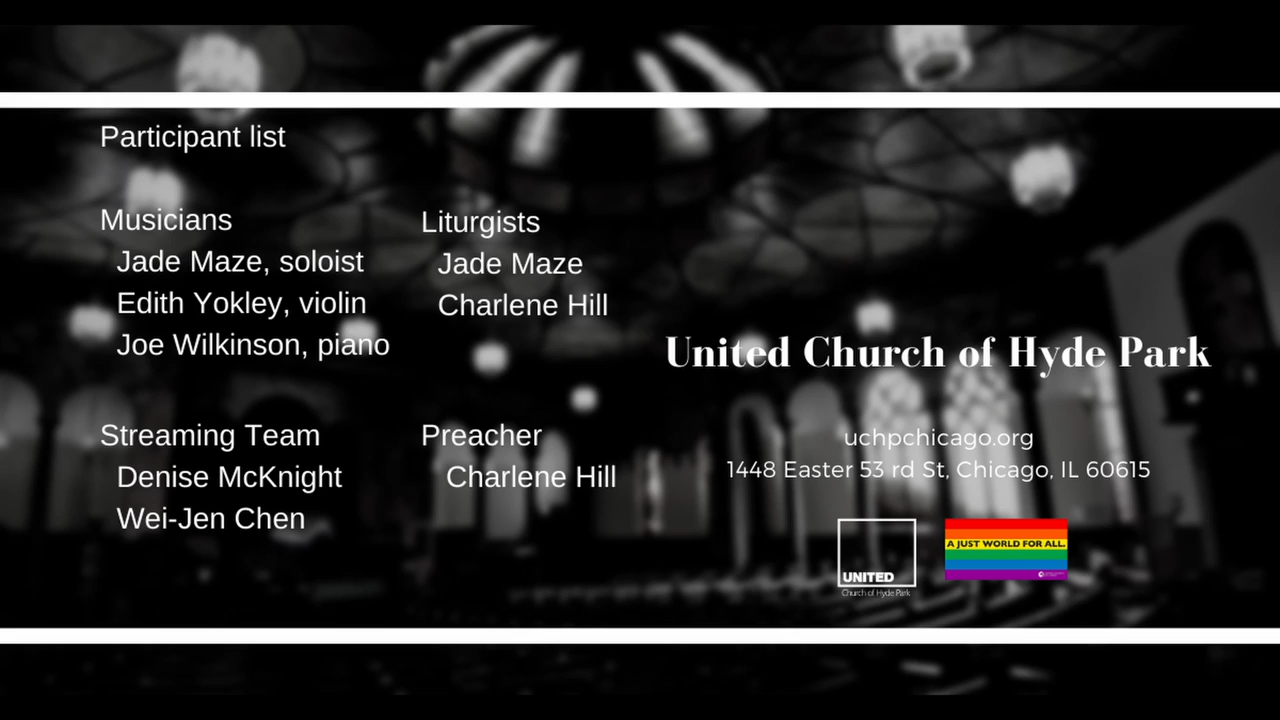 Participant list
Musicians
Jade Maze, soloist
Edith Yokley, violin
Joe Wilkinson, piano
Liturgists
Jade Maze
Charlene Hill
Streaming Team
Denise McKnight
Wei-Jen Chen
Preacher
Charlene Hill
United Church of Hyde Park
uchpchicago.org
1448 Easter 53 rd St, Chicago, IL 60615
UNITED
Church of Hyde Park
A JUST WORLD FOR ALL.